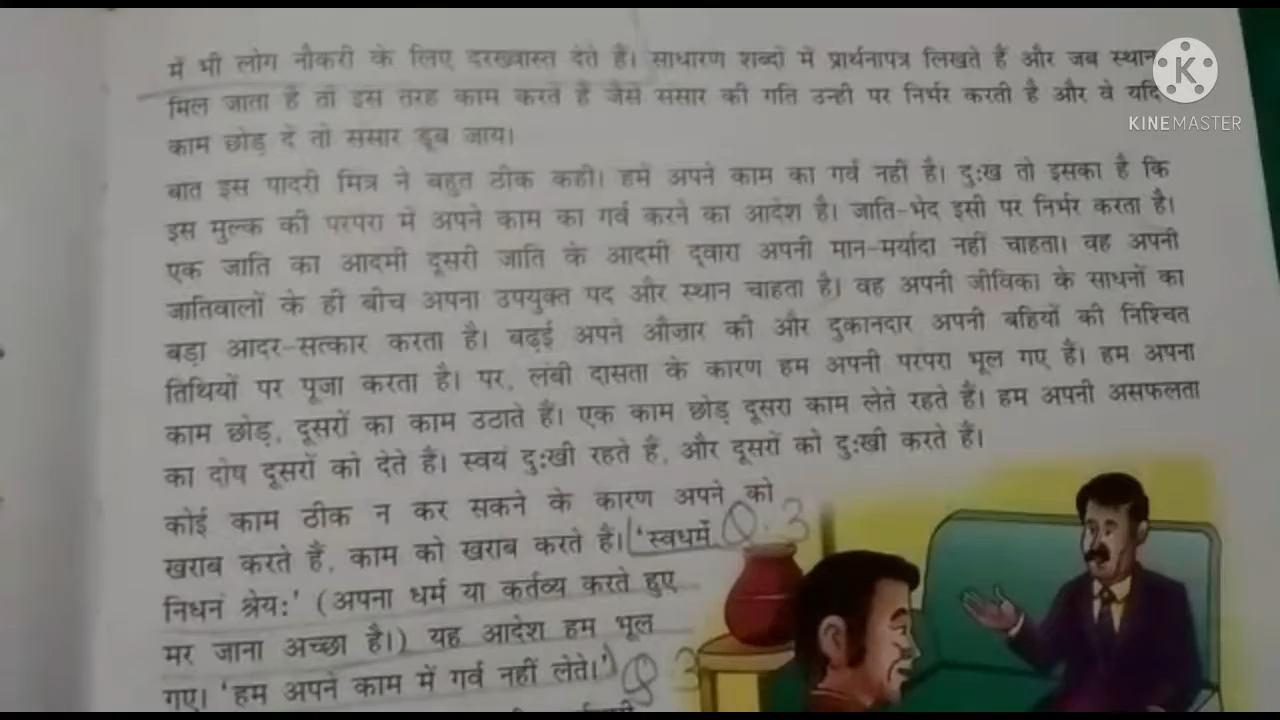 में भी लोग नौकरी के लिए दरख्वास्त देते हैं। साधारण शब्दों में प्रार्थनापत्र लिखते हैं और जब स्थान
मिल जाता है तो इस तरह काम करते हैं जैसे संसार की गति उन्हीं पर निर्भर करती है और वे यदि
काम छोड़ दें तो संसार डूब जाय।
बात इस पादरी मित्र ने बहुत ठीक कही। हमें अपने काम का गर्व नहीं है। दुःख तो इसका है कि
इस मुल्क की परंपरा में अपने काम का गर्व करने का आदेश है। जाति-भेद इसी पर निर्भर करता है।
एक जाति का आदमी दूसरी जाति के आदमी द्वारा अपनी मान-मर्यादा नहीं चाहता। वह अपनी
जातिवालों के ही बीच अपना उपयुक्त पद और स्थान चाहता है। वह अपनी जीविका के साधनों का
बड़ा आदर-सत्कार करता है। बढ़ई अपने औज़ार की और दुकानदार अपनी बहियों की निश्चित
तिथियों पर पूजा करता है। पर, लंबी दासता के कारण हम अपनी परंपरा भूल गए हैं। हम अपना
काम छोड़, दूसरों का काम उठाते हैं। एक काम छोड़ दूसरा काम लेते रहते हैं। हम अपनी असफलता
का दोष दूसरों को देते हैं। स्वयं दुःखी रहते हैं, और दूसरों को दुःखी करते हैं।
कोई काम ठीक न कर सकने के कारण अपने को
खराब करते हैं, काम को खराब करते हैं। 'स्वधर्मे Q.3
निधनं श्रेयः' (अपना धर्म या कर्तव्य करते हुए
मर जाना अच्छा है।) यह आदेश हम भूल
गए। 'हम अपने काम में गर्व नहीं लेते।') Q 3
K
KINEMASTER